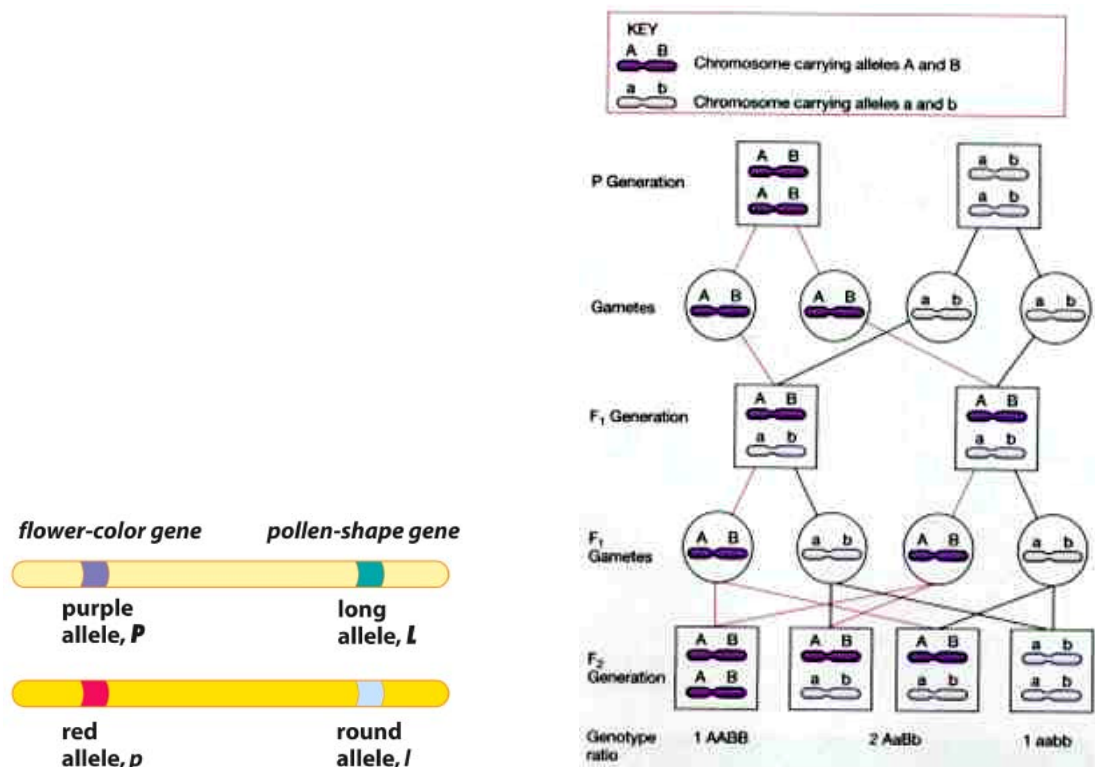 flower-color gene pollen-shape gene
purple allele, P
long allele, L
red allele, p
round allele, l
KEY
A B
Chromosome carrying alleles A and B
a b
Chromosome carrying alleles a and b
P Generation
A B
A B
a b
a b
Gametes
A B
A B
a b
a b
F1 Generation
A B
a b
A B
a b
F1 Gametes
A B
a b
A B
a b
F2 Generation
A B
A B
A B
a b
A B
a b
a b
a b
Genotype ratio
1 AABB 2 AaBb 1 aabb